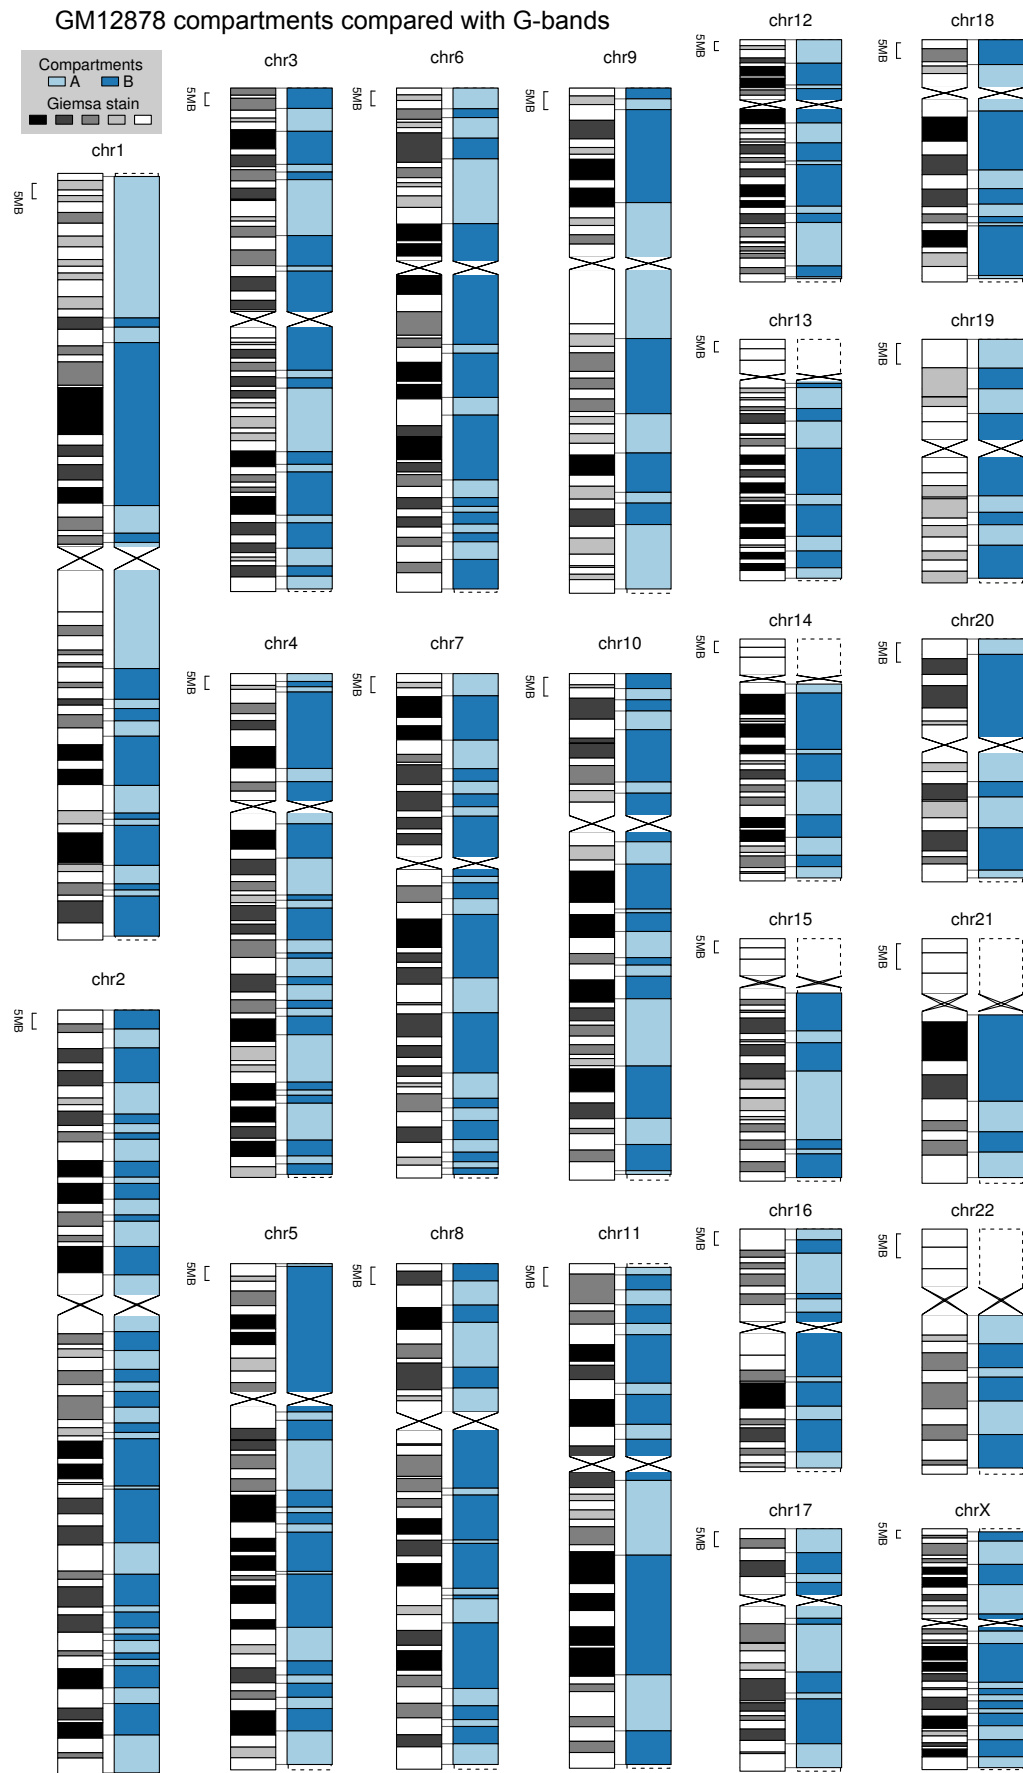 GM12878 compartments compared with G-bands
Compartments
A B
Giemsa stain
chr1
5MB
chr2
5MB
chr3
5MB
chr4
5MB
chr5
5MB
chr6
5MB
chr7
5MB
chr8
5MB
chr9
chr10
chr11
5MB
chr12
5MB
chr13
5MB
chr14
5MB
chr15
5MB
chr16
5MB
chr17
5MB
chr18
5MB
chr19
5MB
chr20
5MB
chr21
5MB
chr22
5MB
chrX
5MB